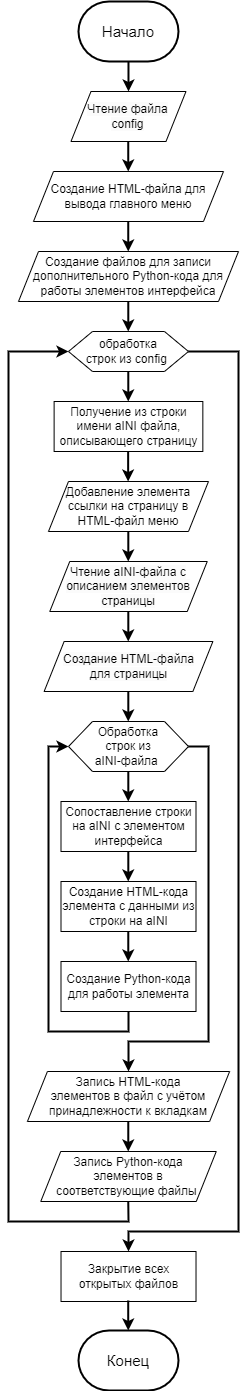 Начало
Чтение файла
config
Создание HTML-файла для
вывода главного меню
Создание файлов для записи
дополнительного Python-кода для
работы элементов интерфейса
обработка
строк из config
Получение из строки
имени aINI файла,
описывающего страницу
Добавление элемента
ссылки на страницу в
HTML-файл меню
Чтение aINI-файла с
описанием элементов
страницы
Создание HTML-файла
для страницы
Обработка
строк из
aINI-файла
Сопоставление строки
на aINI с элементом
интерфейса
Создание HTML-кода
элемента с данными из
строки на aINI
Создание Python-кода
для работы элемента
Запись HTML-кода
элементов в файл с учётом
принадлежности к вкладкам
Запись Python-кода
элементов в
соответствующие файлы
Закрытие всех
открытых файлов
Конец